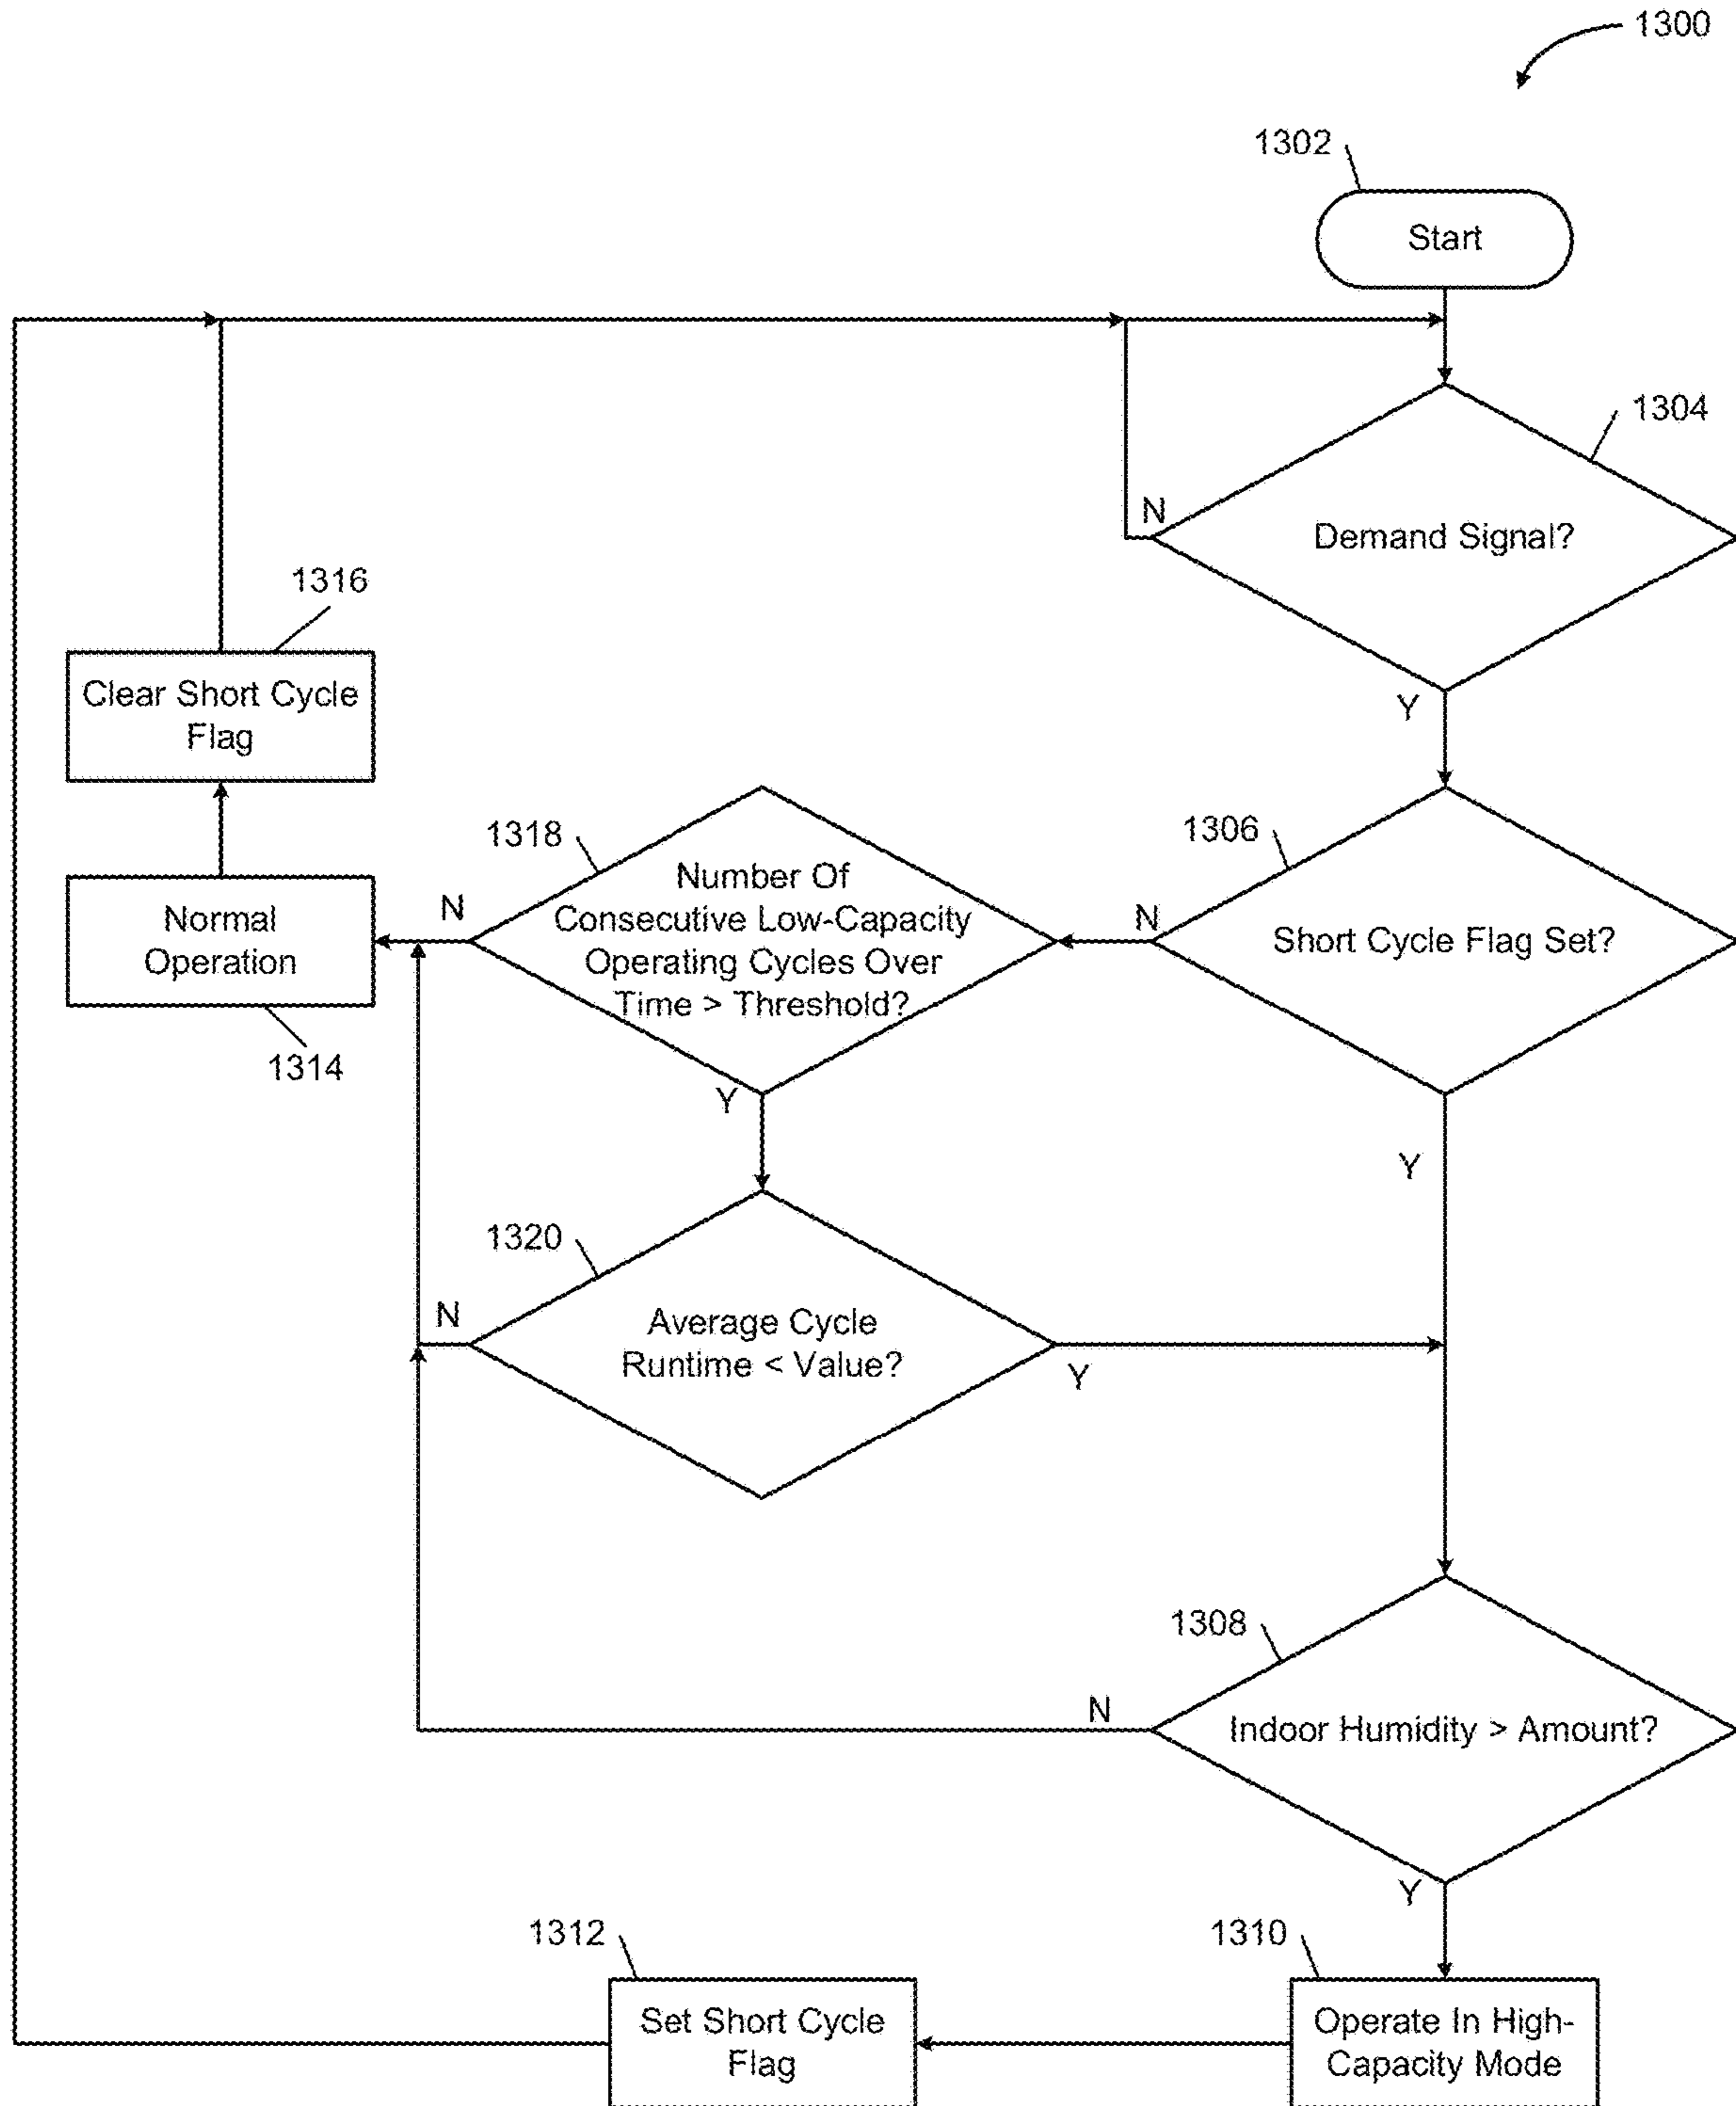 1300
1302
Start
1304
N
Demand Signal?
Y
1316
Clear Short Cycle
Flag
1318
1306
N
Number Of
Consecutive Low-Capacity
Operating Cycles Over
Time > Threshold?
N
Short Cycle Flag Set?
Normal
Operation
1314
Y
Y
1320
N
Average Cycle
Runtime < Value?
Y
1308
N
Indoor Humidity > Amount?
Y
1312
1310
Set Short Cycle
Flag
Operate In High-
Capacity Mode